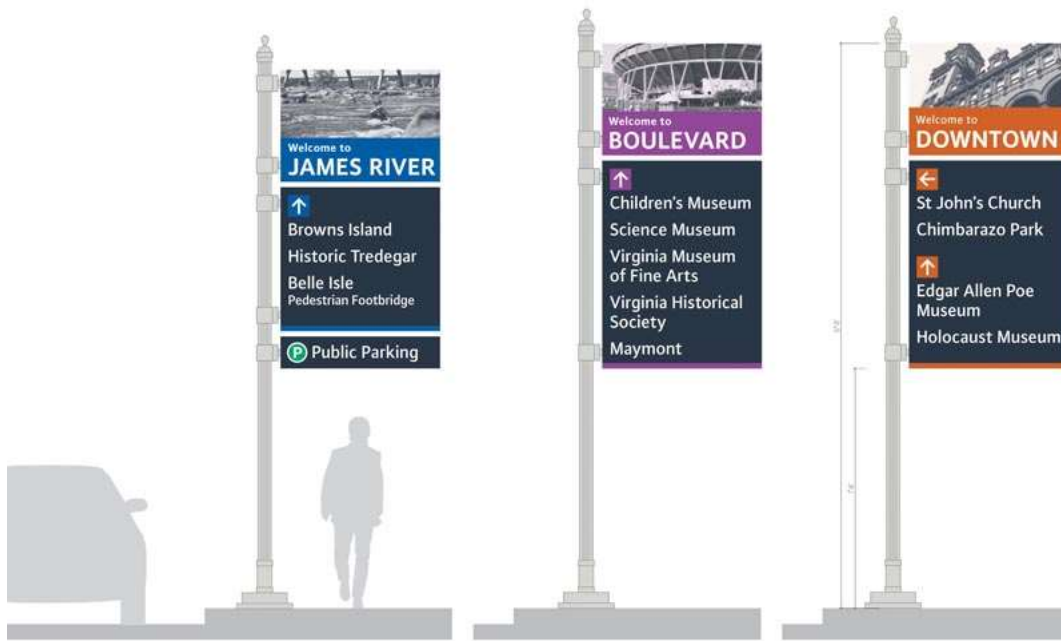 Welcome to
JAMES RIVER
Browns Island
Historic Tredegar
Belle Isle
Pedestrian Footbridge
P Public Parking
Welcome to
BOULEVARD
Children's Museum
Science Museum
Virginia Museum
of Fine Arts
Virginia Historical
Society
Maymont
Welcome to
DOWNTOWN
St John's Church
Chimbarazo Park
Edgar Allen Poe
Museum
Holocaust Museum